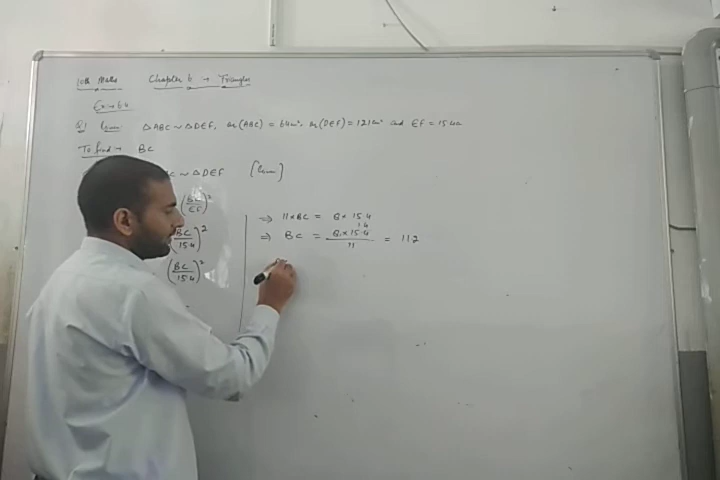 10th Maths Chapter 6 → Triangles
Ex → 6.4
Q1 Given △ABC ~ △DEF, ar(ABC) = 64cm², ar(DEF) = 121cm² and EF = 15.4cm
To find → BC
C ~ △DEF [Given]
(BC/EF)²
(BC/15.4)²
(BC/15.4)²
⇒ 11×BC = 8×15.4
⇒ BC = 8×15.4/11 = 112
14